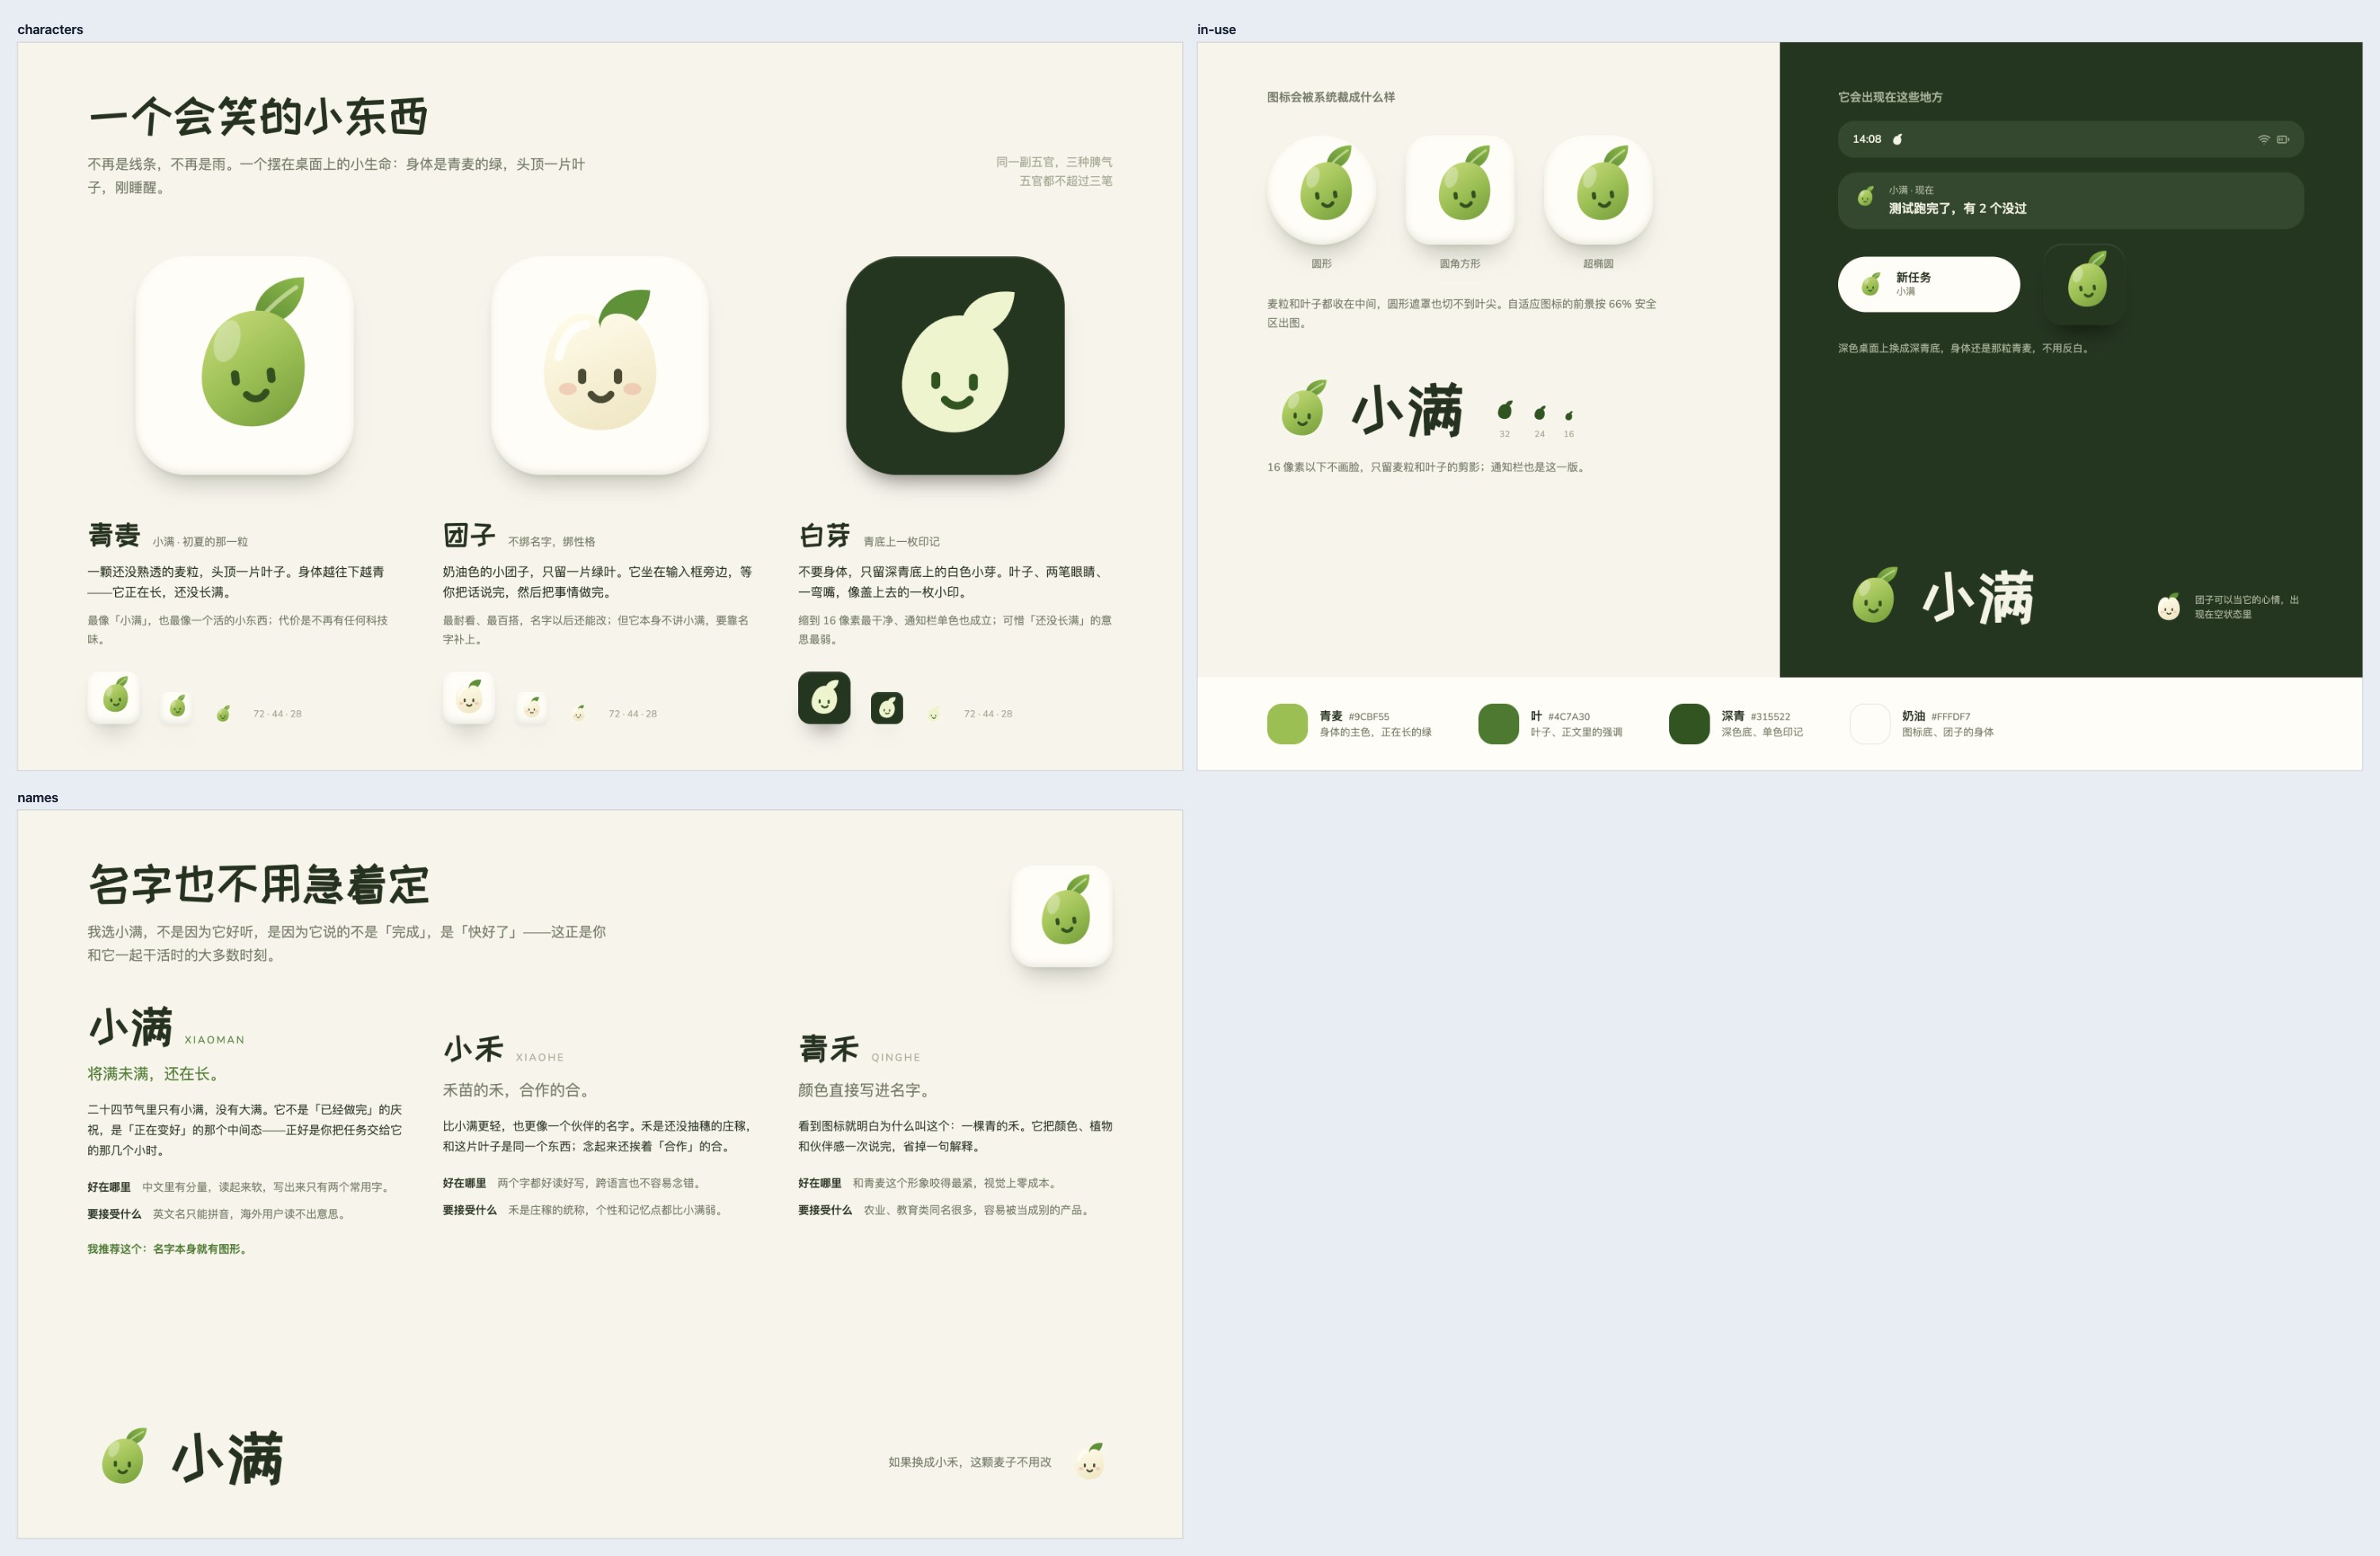 characters
一个会笑的小东西
不再是线条，不再是雨。一个摆在桌面上的小生命：身体是青麦的绿，头顶一片叶
子，刚睡醒。
同一副五官，三种脾气
五官都不超过三笔
青麦 小满 · 初夏的那一粒
一颗还没熟透的麦粒，头顶一片叶子。身体越往下越青
——它正在长，还没长满。
最像「小满」，也最像一个活的小东西；代价是不再有任何科技
味。
72 · 44 · 28
团子 不绑名字，绑性格
奶油色的小团子，只留一片绿叶。它坐在输入框旁边，等
你把话说完，然后把事情做完。
最耐看、最百搭，名字以后还能改；但它本身不讲小满，要靠名
字补上。
72 · 44 · 28
白芽 青底上一枚印记
不要身体，只留深青底上的白色小芽。叶子、两笔眼睛、
一弯嘴，像盖上去的一枚小印。
缩到 16 像素最干净、通知栏单色也成立；可惜「还没长满」的意
思最弱。
72 · 44 · 28
in-use
图标会被系统裁成什么样
圆形
圆角方形
超椭圆
麦粒和叶子都收在中间，圆形遮罩也切不到叶尖。自适应图标的前景按 66% 安全
区出图。
小满
32
24
16
16 像素以下不画脸，只留麦粒和叶子的剪影；通知栏也是这一版。
它会出现在这些地方
14:08
小满 · 现在
测试跑完了，有 2 个没过
新任务
小满
深色桌面上换成深青底，身体还是那粒青麦，不用反白。
小满
团子可以当它的心情，出
现在空状态里
青麦 #9CBF55
身体的主色，正在长的绿
叶 #4C7A30
叶子、正文里的强调
深青 #315522
深色底、单色印记
奶油 #FFFDF7
图标底、团子的身体
names
名字也不用急着定
我选小满，不是因为它好听，是因为它说的不是「完成」，是「快好了」——这正是你
和它一起干活时的大多数时刻。
小满 XIAOMAN
将满未满，还在长。
二十四节气里只有小满，没有大满。它不是「已经做完」的庆
祝，是「正在变好」的那个中间态——正好是你把任务交给它
的那几个小时。
好在哪里 中文里有分量，读起来软，写出来只有两个常用字。
要接受什么 英文名只能拼音，海外用户读不出意思。
我推荐这个：名字本身就有图形。
小禾 XIAOHE
禾苗的禾，合作的合。
比小满更轻，也更像一个伙伴的名字。禾是还没抽穗的庄稼，
和这片叶子是同一个东西；念起来还挨着「合作」的合。
好在哪里 两个字都好读好写，跨语言也不容易念错。
要接受什么 禾是庄稼的统称，个性和记忆点都比小满弱。
青禾 QINGHE
颜色直接写进名字。
看到图标就明白为什么叫这个：一棵青的禾。它把颜色、植物
和伙伴感一次说完，省掉一句解释。
好在哪里 和青麦这个形象咬得最紧，视觉上零成本。
要接受什么 农业、教育类同名很多，容易被当成别的产品。
小满
如果换成小禾，这颗麦子不用改